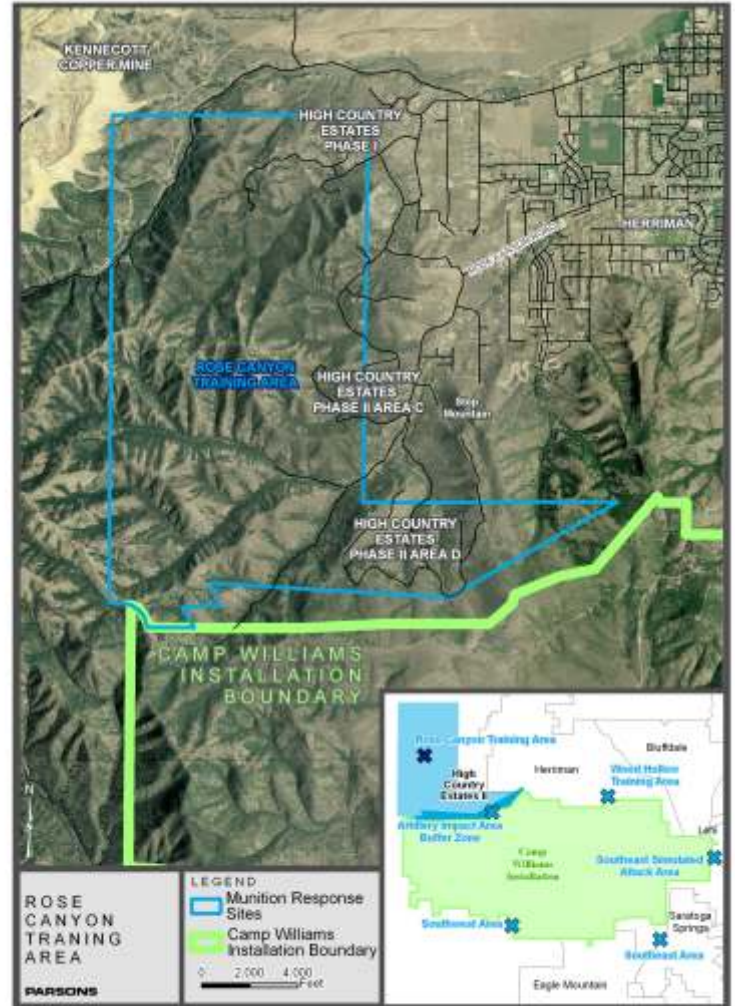 KENNECOTT
COPPER MINE
HIGH COUNTRY
ESTATES
PHASE I
HERRIMAN
ROSE CANYON
TRAINING AREA
HIGH COUNTRY
ESTATES
PHASE II AREA C
Step
Mountain
HIGH COUNTRY
ESTATES
PHASE II AREA D
CAMP WILLIAMS
INSTALLATION
BOUNDARY
N
Rose Canyon Training Area
Bluffdale
High
Country
Estates II
Herriman
Wood Hollow
Training Area
Artillery Impact Area
Buffer Zone
Lehi
Camp
Williams
Installation
Southeast Simulated
Attack Area
Saratoga
Springs
Southwest Area
Southeast Area
Eagle Mountain
ROSE
CANYON
TRANING
AREA
PARSONS
LEGEND
Munition Response
Sites
Camp Williams
Installation Boundary
0 2,000 4,000
Feet